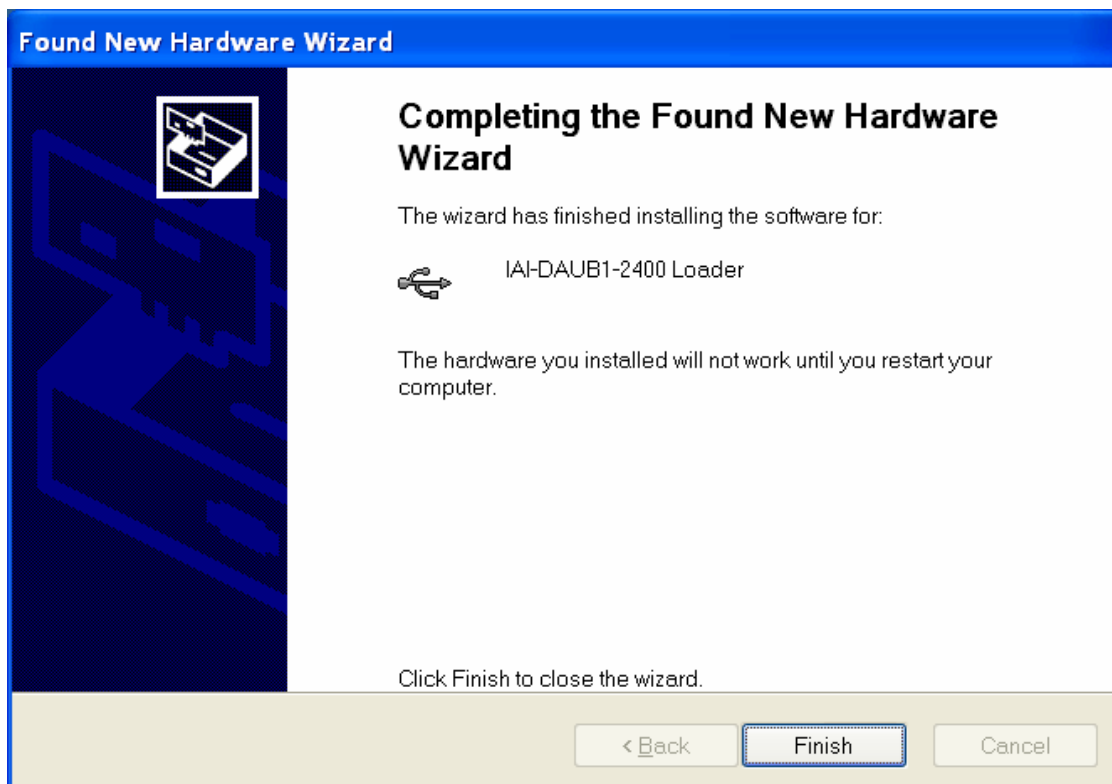 Found New Hardware Wizard
Completing the Found New Hardware
Wizard
The wizard has finished installing the software for:
IAI-DAUB1-2400 Loader
The hardware you installed will not work until you restart your
computer.
Click Finish to close the wizard.
< Back
Finish
Cancel